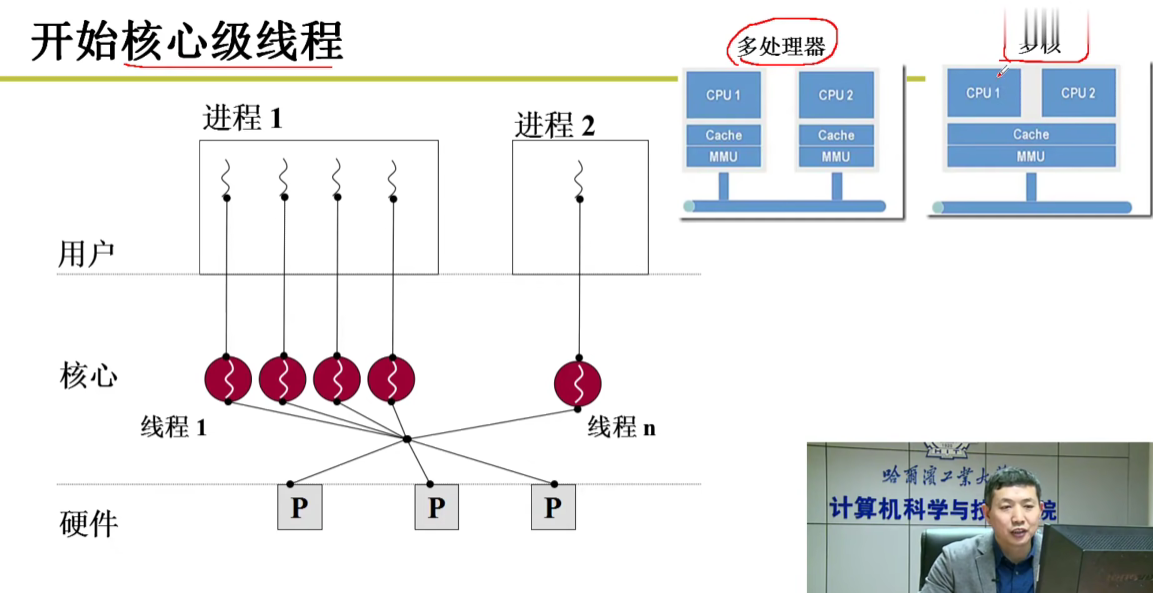 开始核心级线程
多处理器
多核
CPU 1
CPU 2
Cache
Cache
MMU
MMU
CPU 1
CPU 2
Cache
MMU
进程 1
进程 2
用户
核心
线程 1
线程 n
硬件
P
P
P
哈尔滨工业大
计算机科学与技
院